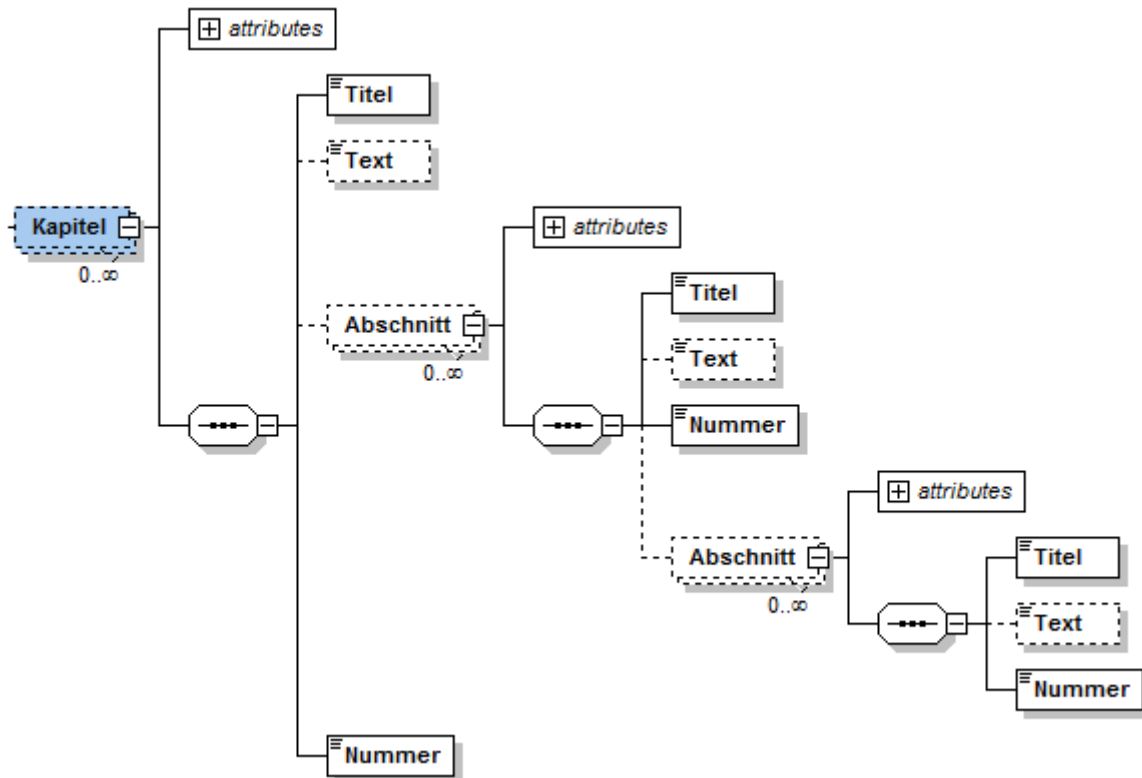 attributes
Titel
Text
Kapitel
0..∞
attributes
Titel
Abschnitt
0..∞
Text
Nummer
attributes
Titel
Abschnitt
0..∞
Text
Nummer
Nummer